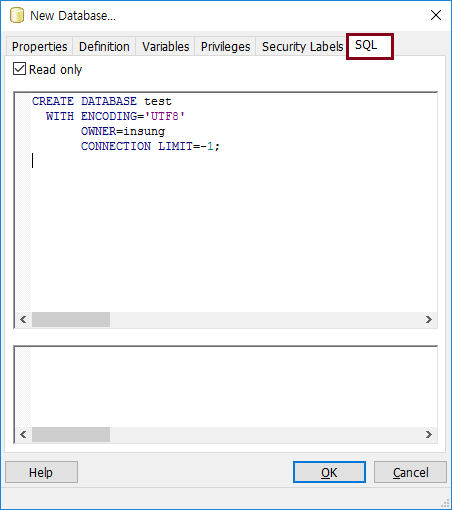 New Database...
Properties Definition Variables Privileges Security Labels SQL
Read only
CREATE DATABASE test
WITH ENCODING='UTF8'
OWNER=insung
CONNECTION LIMIT=-1;
Help OK Cancel